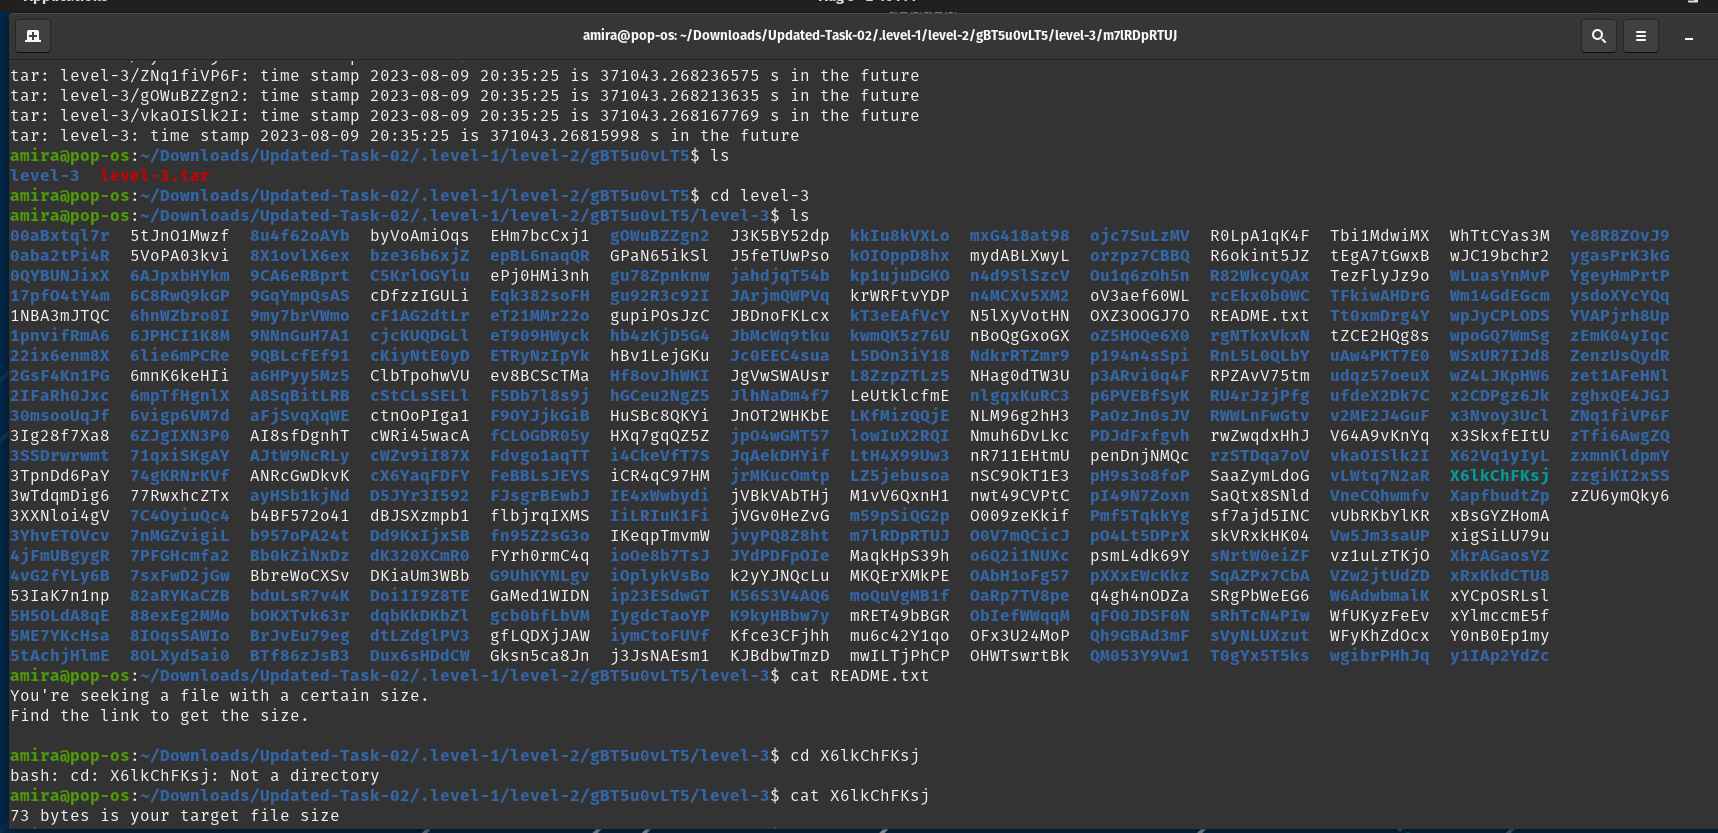 amira@pop-os: ~/Downloads/Updated-Task-02/.level-1/level-2/gBT5u0vLT5/level-3/m7lRDpRTUJ
tar: level-3/ZNq1fiVP6F: time stamp 2023-08-09 20:35:25 is 371043.268236575 s in the future
tar: level-3/gOWuBZZgn2: time stamp 2023-08-09 20:35:25 is 371043.268213635 s in the future
tar: level-3/vkaOISlk2I: time stamp 2023-08-09 20:35:25 is 371043.268167769 s in the future
tar: level-3: time stamp 2023-08-09 20:35:25 is 371043.26815998 s in the future
amira@pop-os:~/Downloads/Updated-Task-02/.level-1/level-2/gBT5u0vLT5$ ls
level-3  level-3.tar
amira@pop-os:~/Downloads/Updated-Task-02/.level-1/level-2/gBT5u0vLT5$ cd level-3
amira@pop-os:~/Downloads/Updated-Task-02/.level-1/level-2/gBT5u0vLT5/level-3$ ls
00aBxtql7r  5tJnO1Mwzf  8u4f62oAYb  byVoAmiOqs  EHm7bcCxj1  gOWuBZZgn2  J3K5BY52dp  kkIu8kVXLo  mxG418at98  ojc7SuLzMV  R0LpA1qK4F  Tbi1MdwiMX  WhTtCYas3M  Ye8R8ZOvJ9
0aba2tPi4R  5VoPA03kvi  8X1ovlX6ex  bze36b6xjZ  epBL6naqQR  GPaN65ikSl  J5feTUwPso  kOIOppD8hx  mydABLXwyL  orzpz7CBBQ  R6okint5JZ  tEgA7tGwxB  wJC19bchr2  ygasPrK3kG
0QYBUNJixX  6AJpxbHYkm  9CA6eRBprt  C5KrlOGYlu  ePj0HMi3nh  gu78Zpnknw  jahdjqT54b  kp1ujuDGKO  n4d9SlSzcV  Ou1q6zOh5n  R82WkcyQAx  TezFlyJz9o  WLuasYnMvP  YgeyHmPrtP
17pfO4tY4m  6C8RwQ9kGP  9GqYmpQsAS  cDfzzIGULi  Eqk382soFH  gu92R3c92I  JArjmQWPVq  krWRFtvYDP  n4MCXv5XM2  oV3aef60WL  rcEkx0b0WC  TFkiwAHDrG  Wm14GdEGcm  ysdoXYcYQq
1NBA3mJTQC  6hnWZbro0I  9my7brVWmo  cF1AG2dtLr  eT21MMr22o  gupiPOsJzC  JBDnoFKLcx  kT3eEAfVcY  N5lXyVotHN  OXZ3OOGJ7O  README.txt  Tt0xmDrg4Y  wpJyCPLODS  YVAPjrh8Up
1pnvifRmA6  6JPHCI1K8M  9NNnGuH7A1  cjcKUQDGLl  eT909HWyck  hb4zKjD5G4  JbMcWq9tku  kwmQK5z76U  nBoQgGxoGX  oZ5HOQe6X0  rgNTkxVkxN  tZCE2HQg8s  wpoGQ7WmSg  zEmK04yIqc
22ix6enm8X  6lie6mPCRe  9QBLcfEf91  cKiyNtE0yD  ETRyNzIpYk  hBv1LejGKu  Jc0EEC4sua  L5DOn3iY18  NdkrRTZmr9  p194n4sSpi  RnL5L0QLbY  uAw4PKT7E0  WSxUR7IJd8  ZenzUsQydR
2GsF4Kn1PG  6mnK6keHIi  a6HPyy5Mz5  ClbTpohwVU  ev8BCScTMa  Hf8ovJhWKI  JgVwSWAUsr  L8ZzpZTLz5  NHag0dTW3U  p3ARvi0q4F  RPZAvV75tm  udqz57oeuX  wZ4LJKpHW6  zet1AFeHNl
2IFaRh0Jxc  6mpTfHgnlX  A8SqBitLRB  cStCLsSELl  F5Db7l8s9j  hGCeu2NgZ5  JlhNaDm4f7  LeUtklcfmE  nlgqxKuRC3  p6PVEBfSyK  RU4rJzjPfg  ufdeX2Dk7C  x2CDPgz6Jk  zghxQE4JGJ
30msooUqJf  6vigp6VM7d  aFjSvqXqWE  ctnOoPIga1  F9OYJjkGiB  HuSBc8QKYi  JnOT2WHKbE  LKfMizQQjE  NLM96g2hH3  PaOzJn0sJV  RWWLnFwGtv  v2ME2J4GuF  x3Nvoy3Ucl  ZNq1fiVP6F
3Ig28f7Xa8  6ZJgIXN3P0  AI8sfDgnhT  cWRi45wacA  fCLOGDR05y  HXq7gqQZ5Z  jpO4wGMT57  lowIuX2RQI  Nmuh6DvLkc  PDJdFxfgvh  rwZwqdxHhJ  V64A9vKnYq  x3SkxfEItU  zTfi6AwgZQ
3SSDrwrwmt  71qxiSKgAY  AJtW9NcRLy  cWZv9iI87X  Fdvgo1aqTT  i4CkeVfT7S  JqAekDHYif  LtH4X99Uw3  nR711EHtmU  penDnjNMQc  rzSTDqa7oV  vkaOISlk2I  X62Vq1yIyL  zxmnKldpmY
3TpnDd6PaY  74gKRNrKVf  ANRcGwDkvK  cX6YaqFDFY  FeBBLsJEYS  iCR4qC97HM  jrMKucOmtp  LZ5jebusoa  nSC9OkT1E3  pH9s3o8foP  SaaZymLdoG  vLWtq7N2aR  X6lkChFKsj  zzgiKI2xSS
3wTdqmDig6  77RwxhcZTx  ayHSb1kjNd  D5JYr3I592  FJsgrBEwbJ  IE4xWwbydi  jVBkVAbTHj  M1vV6QxnH1  nwt49CVPtC  pI49N7Zoxn  SaQtx8SNld  VneCQhwmfv  XapfbudtZp  zZU6ymQky6
3XXNloi4gV  7C4OyiuQc4  b4BF572o41  dBJSXzmpb1  flbjrqIXMS  IiLRIuK1Fi  jVGv0HeZvG  m59pSiQG2p  O009zeKkif  Pmf5TqkkYg  sf7ajd5INC  vUbRKbYlKR  xBsGYZHomA
3YhvETOVcv  7nMGZvigiL  b957oPA24t  Dd9KxIjxSB  fn95Z2sG3o  IKeqpTmvmW  jvyPQ8Z8ht  m7lRDpRTUJ  O0V7mQCicJ  pO4Lt5DPrX  skVRxkHK04  Vw5Jm3saUP  xigSiLU79u
4jFmUBgygR  7PFGHcmfa2  Bb0kZiNxDz  dK320XCmR0  FYrh0rmC4q  ioOe8b7TsJ  JYdPDFpOIe  MaqkHpS39h  o6Q2i1NUXc  psmL4dk69Y  sNrtW0eiZF  vz1uLzTKjO  XkrAGaosYZ
4vG2fYLy6B  7sxFwD2jGw  BbreWoCXSv  DKiaUm3WBb  G9UhKYNLgv  iOplykVsBo  k2yYJNQcLu  MKQErXMkPE  OAbH1oFg57  pXXxEWcKkz  SqAZPx7CbA  VZw2jtUdZD  xRxKkdCTU8
53IaK7n1np  82aRYKaCZB  bduLsR7v4K  Doi1I9Z8TE  GaMed1WIDN  ip23ESdwGT  K56S3V4AQ6  moQuVgMB1f  OaRp7TV8pe  q4gh4nODZa  SRgPbWeEG6  W6AdwbmalK  xYCpOSRLsl
5H5OLdA8qE  88exEg2MMo  bOKXTvk63r  dqbKkDKbZl  gcb0bfLbVM  IygdcTaoYP  K9kyHBbw7y  mRET49bBGR  ObIefWWqqM  qFO0JDSF0N  sRhTcN4PIw  WfUKyzFeEv  xYlmccmE5f
5ME7YKcHsa  8IOqsSAWIo  BrJvEu79eg  dtLZdglPV3  gfLQDXjJAW  iymCtoFUVf  Kfce3CFjhh  mu6c42Y1qo  OFx3U24MoP  Qh9GBAd3mF  sVyNLUXzut  WFyKhZdOcx  Y0nB0Ep1my
5tAchjHlmE  8OLXyd5ai0  BTf86zJsB3  Dux6sHDdCW  Gksn5ca8Jn  j3JsNAEsm1  KJBdbwTmzD  mwILTjPhCP  OHWTswrtBk  QM053Y9Vw1  T0gYx5T5ks  wgibrPHhJq  y1IAp2YdZc
amira@pop-os:~/Downloads/Updated-Task-02/.level-1/level-2/gBT5u0vLT5/level-3$ cat README.txt
You're seeking a file with a certain size.
Find the link to get the size.
amira@pop-os:~/Downloads/Updated-Task-02/.level-1/level-2/gBT5u0vLT5/level-3$ cd X6lkChFKsj
bash: cd: X6lkChFKsj: Not a directory
amira@pop-os:~/Downloads/Updated-Task-02/.level-1/level-2/gBT5u0vLT5/level-3$ cat X6lkChFKsj
73 bytes is your target file size